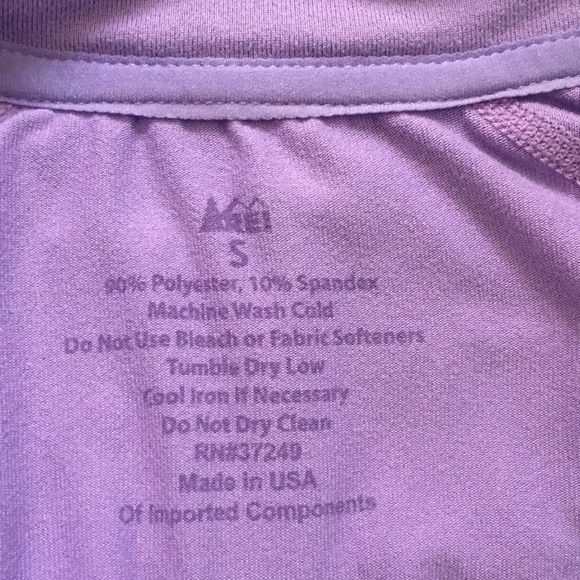 REI
S
90% Polyester, 10% Spandex
Machine Wash Cold
Do Not Use Bleach or Fabric Softeners
Tumble Dry Low
Cool Iron If Necessary
Do Not Dry Clean
RN#37249
Made in USA
Of Imported Components